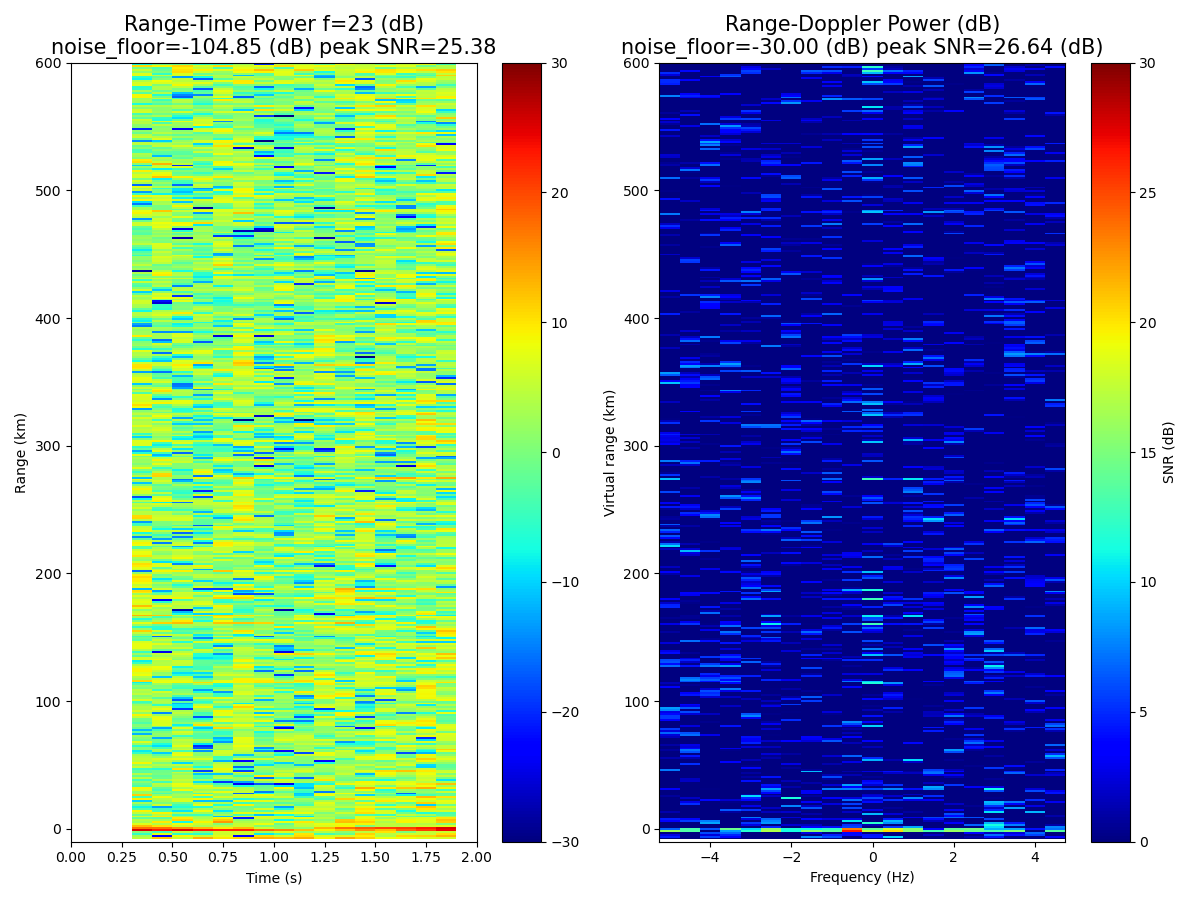 Range-Time Power f=23 (dB)
noise_floor=-104.85 (dB) peak SNR=25.38
600
500
400
300
200
100
0
Range (km)
0.00 0.25 0.50 0.75 1.00 1.25 1.50 1.75 2.00
Time (s)
30
20
10
0
−10
−20
−30
Range-Doppler Power (dB)
noise_floor=-30.00 (dB) peak SNR=26.64 (dB)
600
500
400
300
200
100
0
Virtual range (km)
−4 −2 0 2 4
Frequency (Hz)
30
25
20
15
10
5
0
SNR (dB)